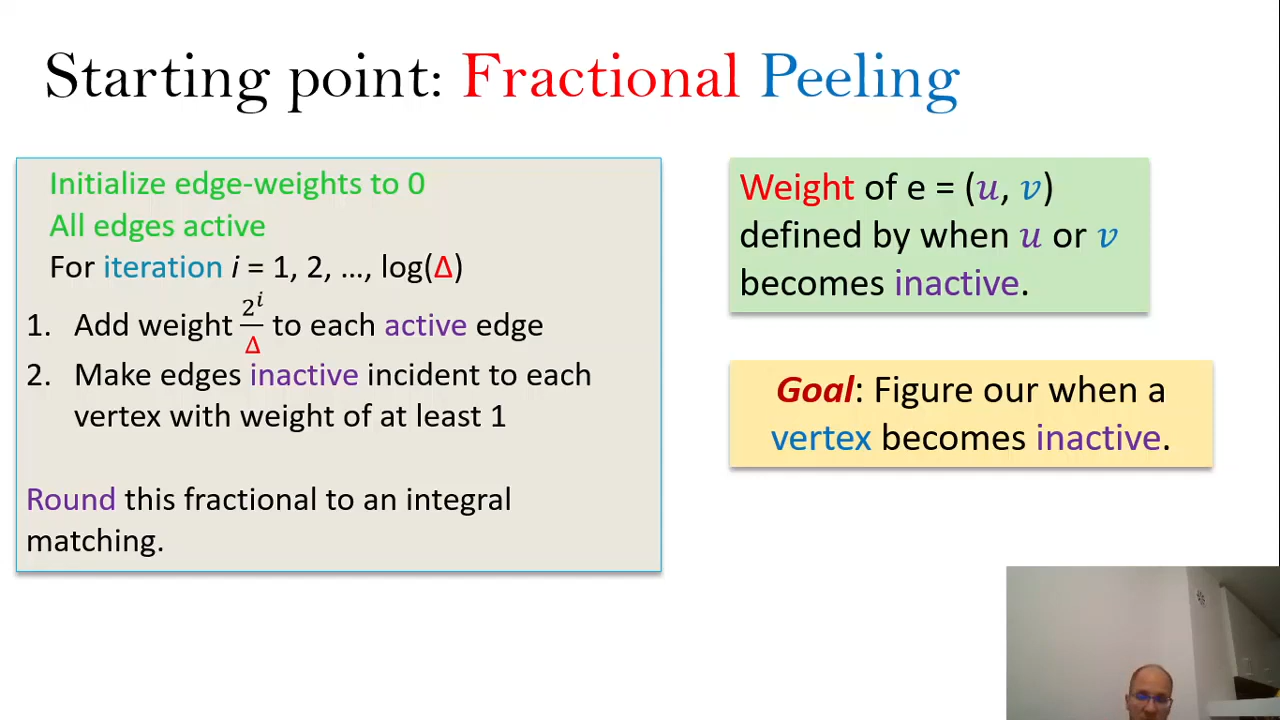 Starting point: Fractional Peeling
Initialize edge-weights to 0
All edges active
For iteration i = 1, 2, ..., log(Δ)
1. Add weight 2^i/Δ to each active edge
2. Make edges inactive incident to each
vertex with weight of at least 1
Round this fractional to an integral
matching.
Weight of e = (u, v)
defined by when u or v
becomes inactive.
Goal: Figure our when a
vertex becomes inactive.